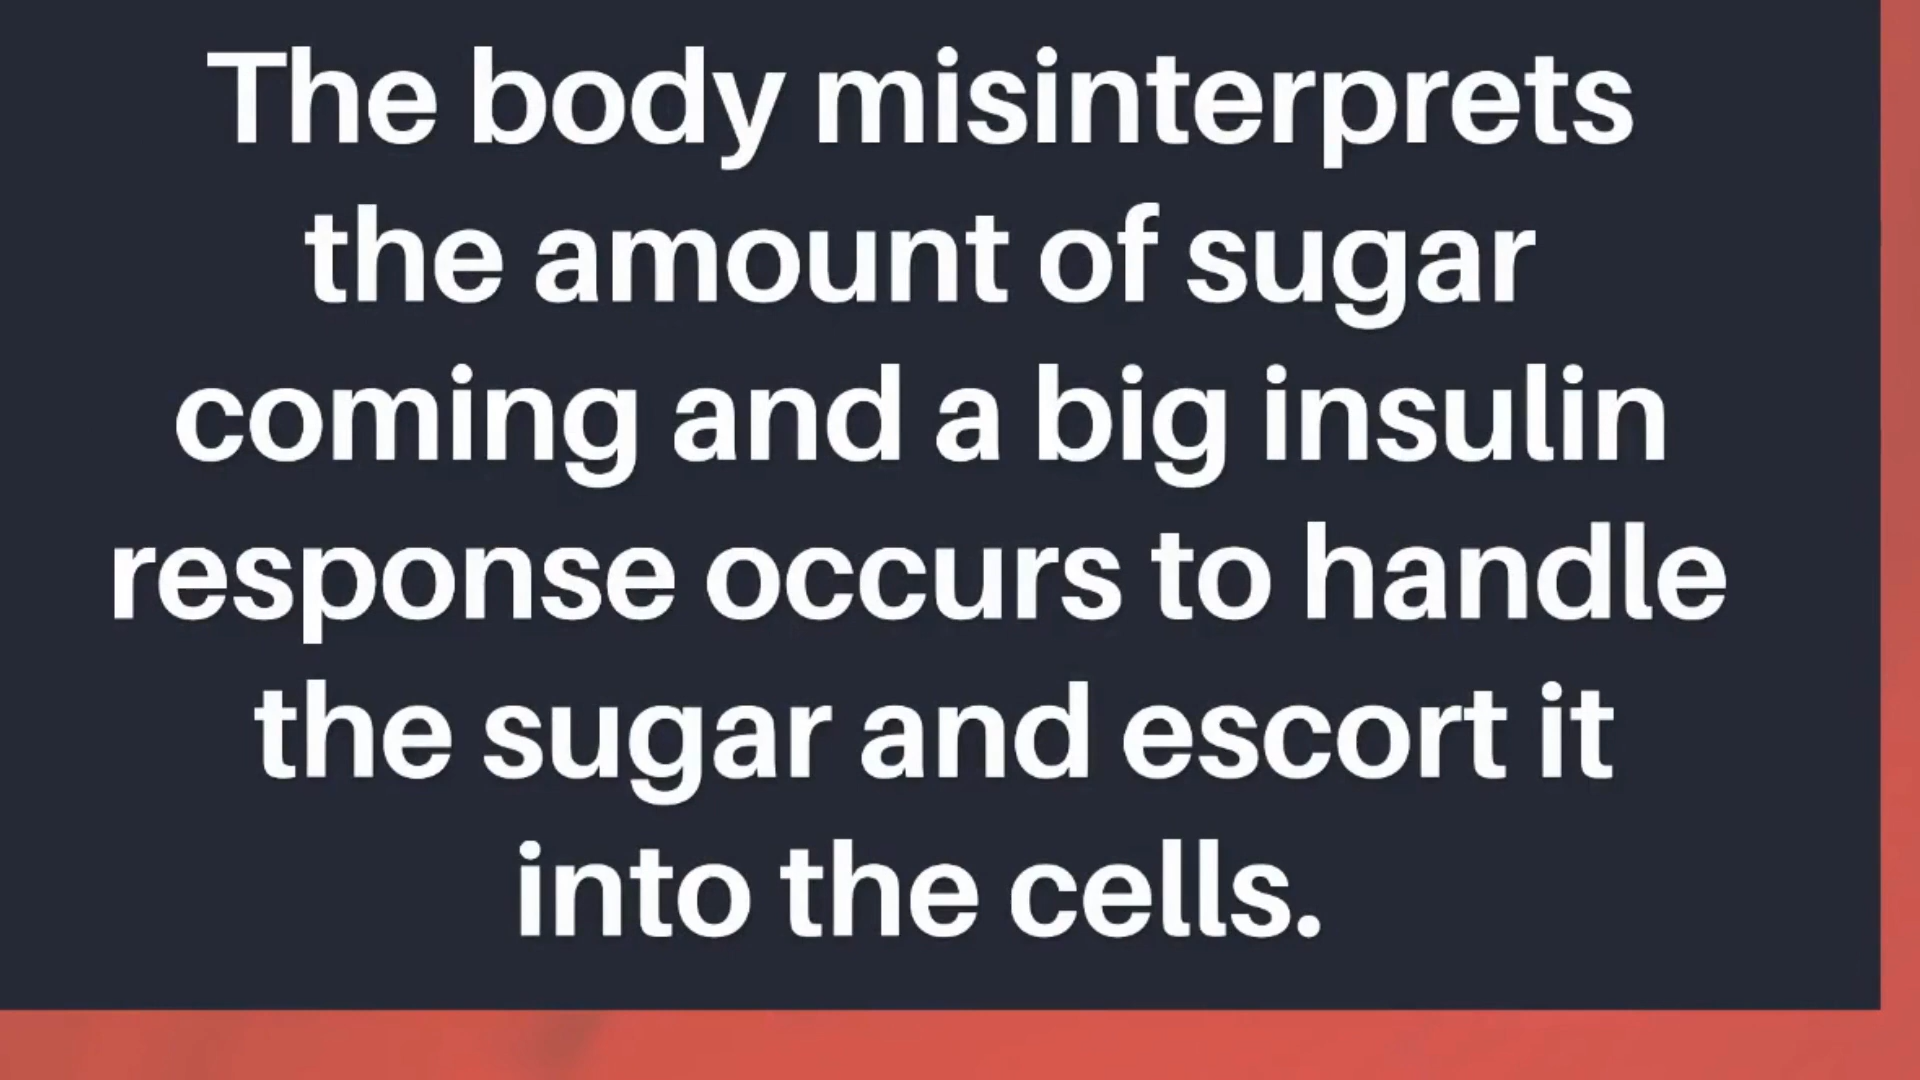 The body misinterprets
the amount of sugar
coming and a big insulin
response occurs to handle
the sugar and escort it
into the cells.